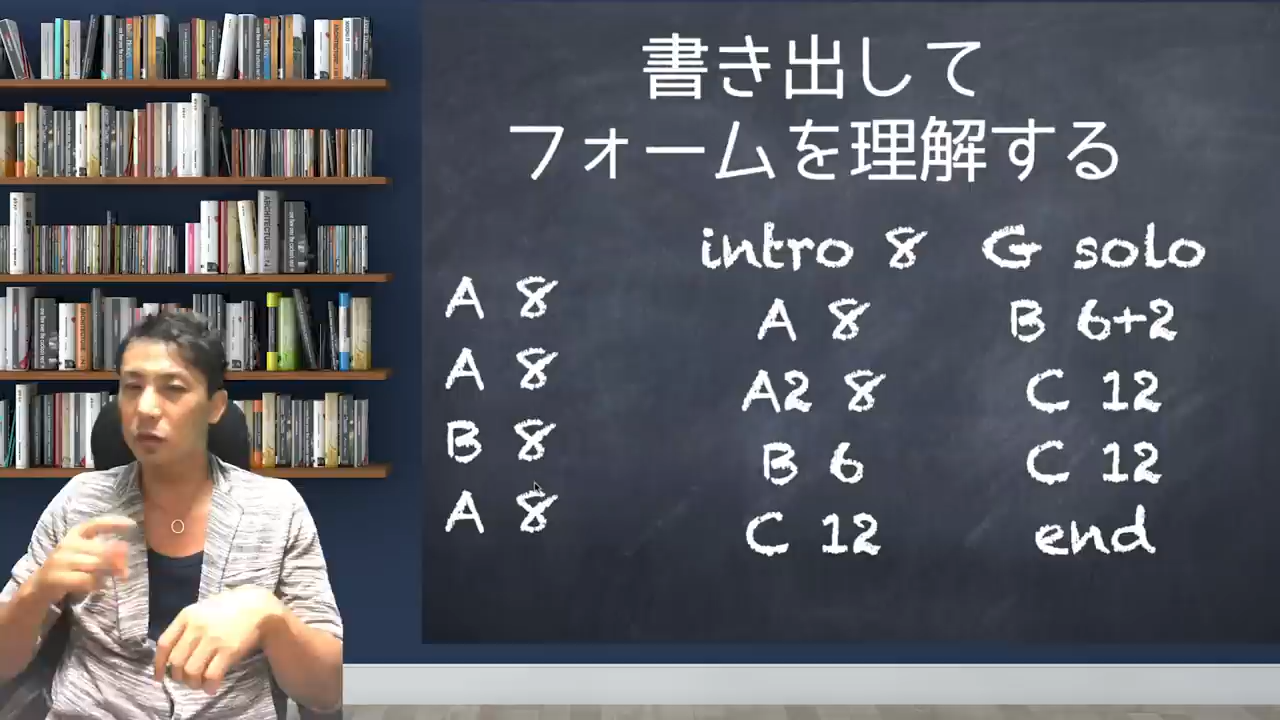 書き出して
フォームを理解する
A 8
A 8
B 8
A 8
intro 8
A 8
A2 8
B 6
C 12
G solo
B 6+2
C 12
C 12
end
ARCHITECTURE